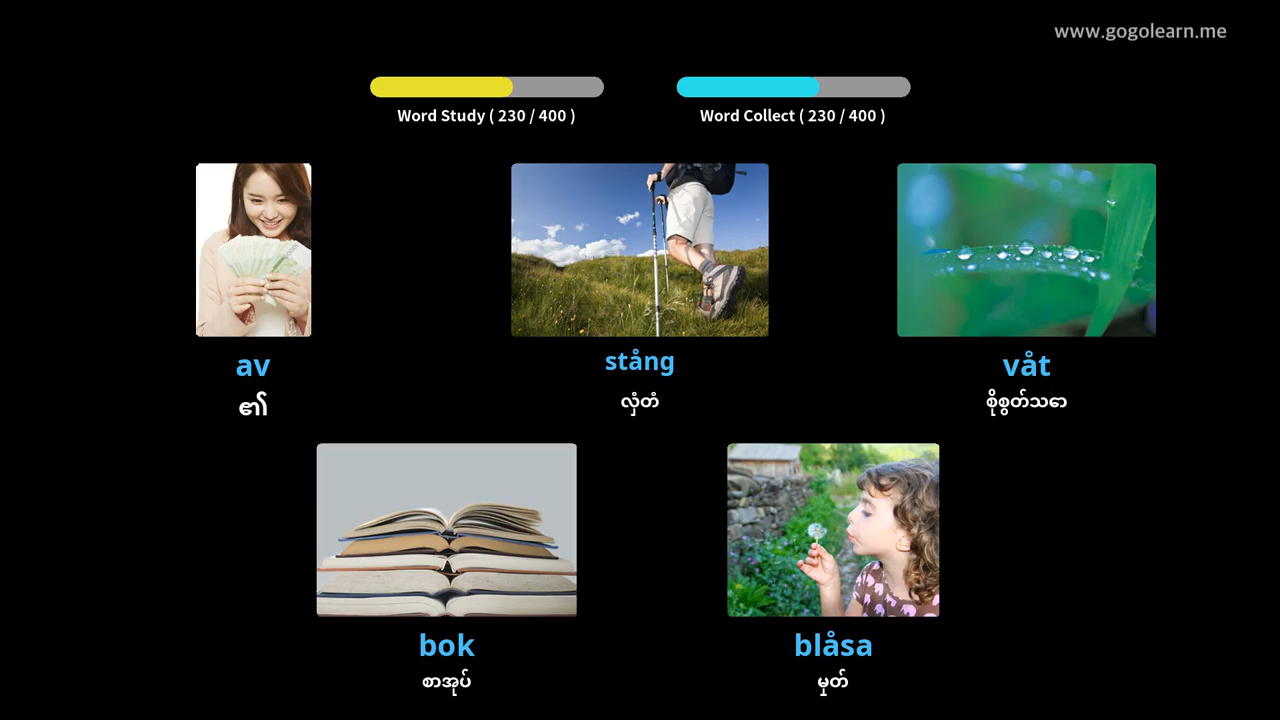 www.gogolearn.me
Word Study ( 230 / 400 )
Word Collect ( 230 / 400 )
av
stång
våt
၏
လှံတံ
စိုစွတ်သော
bok
blåsa
စာအုပ်
မှုတ်